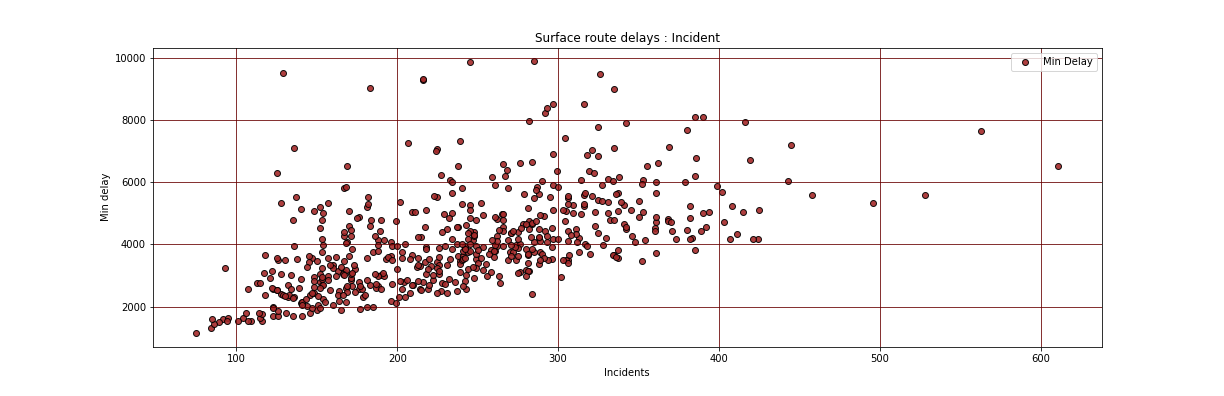 Surface route delays : Incident
Min Delay
10000
8000
6000
4000
2000
Min delay
100 200 300 400 500 600
Incidents